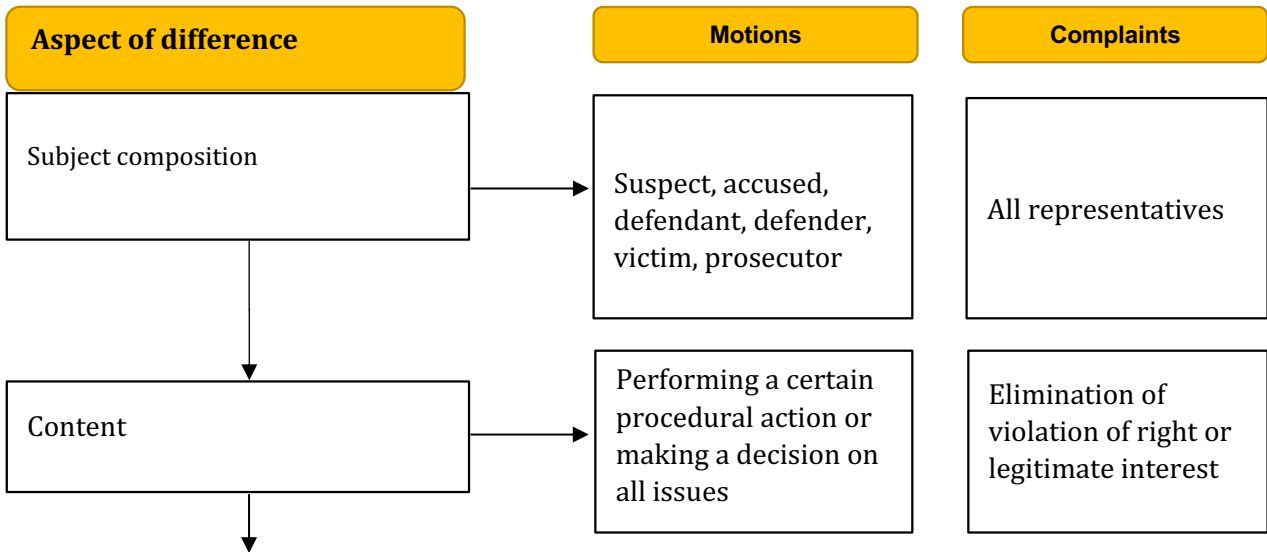 Aspect of difference
Motions
Complaints
Subject composition
Suspect, accused,
defendant, defender,
victim, prosecutor
All representatives
Content
Performing a certain
procedural action or
making a decision on
all issues
Elimination of
violation of right or
legitimate interest